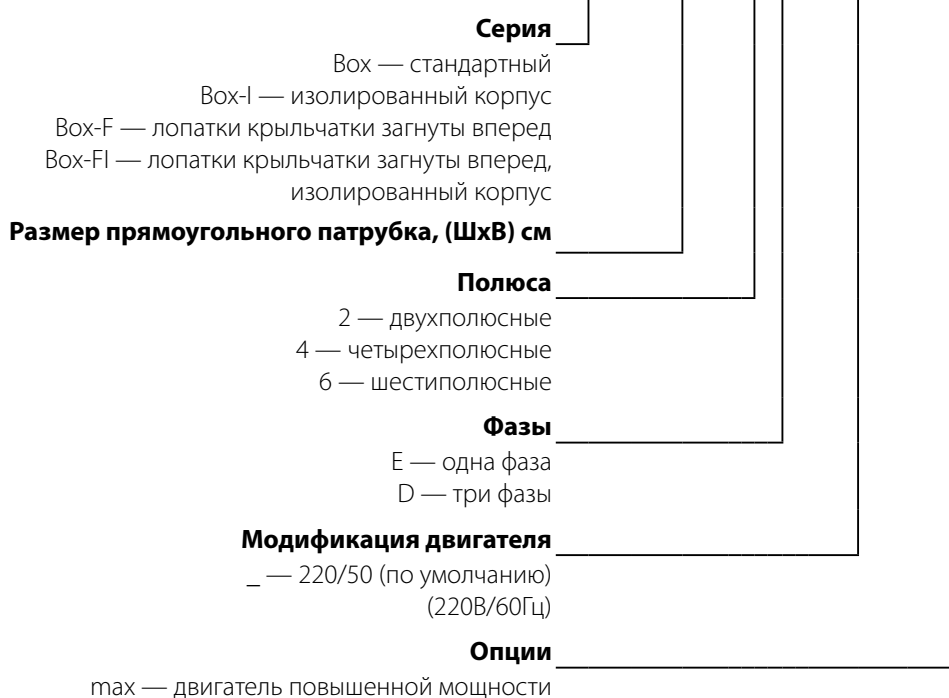 Серия
Box — стандартный
Box-I — изолированный корпус
Box-F — лопатки крыльчатки загнуты вперед
Box-FI — лопатки крыльчатки загнуты вперед,
изолированный корпус
Размер прямоугольного патрубка, (ШхВ) см
Полюса
2 — двухполюсные
4 — четырехполюсные
6 — шестиполюсные
Фазы
E — одна фаза
D — три фазы
Модификация двигателя
_ — 220/50 (по умолчанию)
(220В/60Гц)
Опции
max — двигатель повышенной мощности